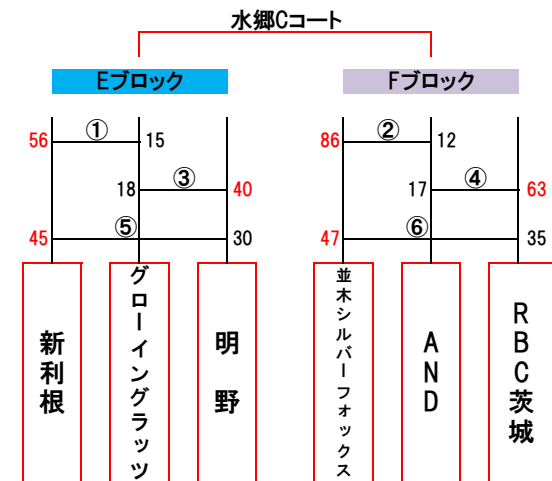 水郷Cコート
Eブロック Fブロック
① ②
56 15 86 12
③ ④
18 40 17 63
⑤ ⑥
45 30 47 35
新利根
グローイングラッツ
明野
並木シルバーフォックス
AND
RBC茨城